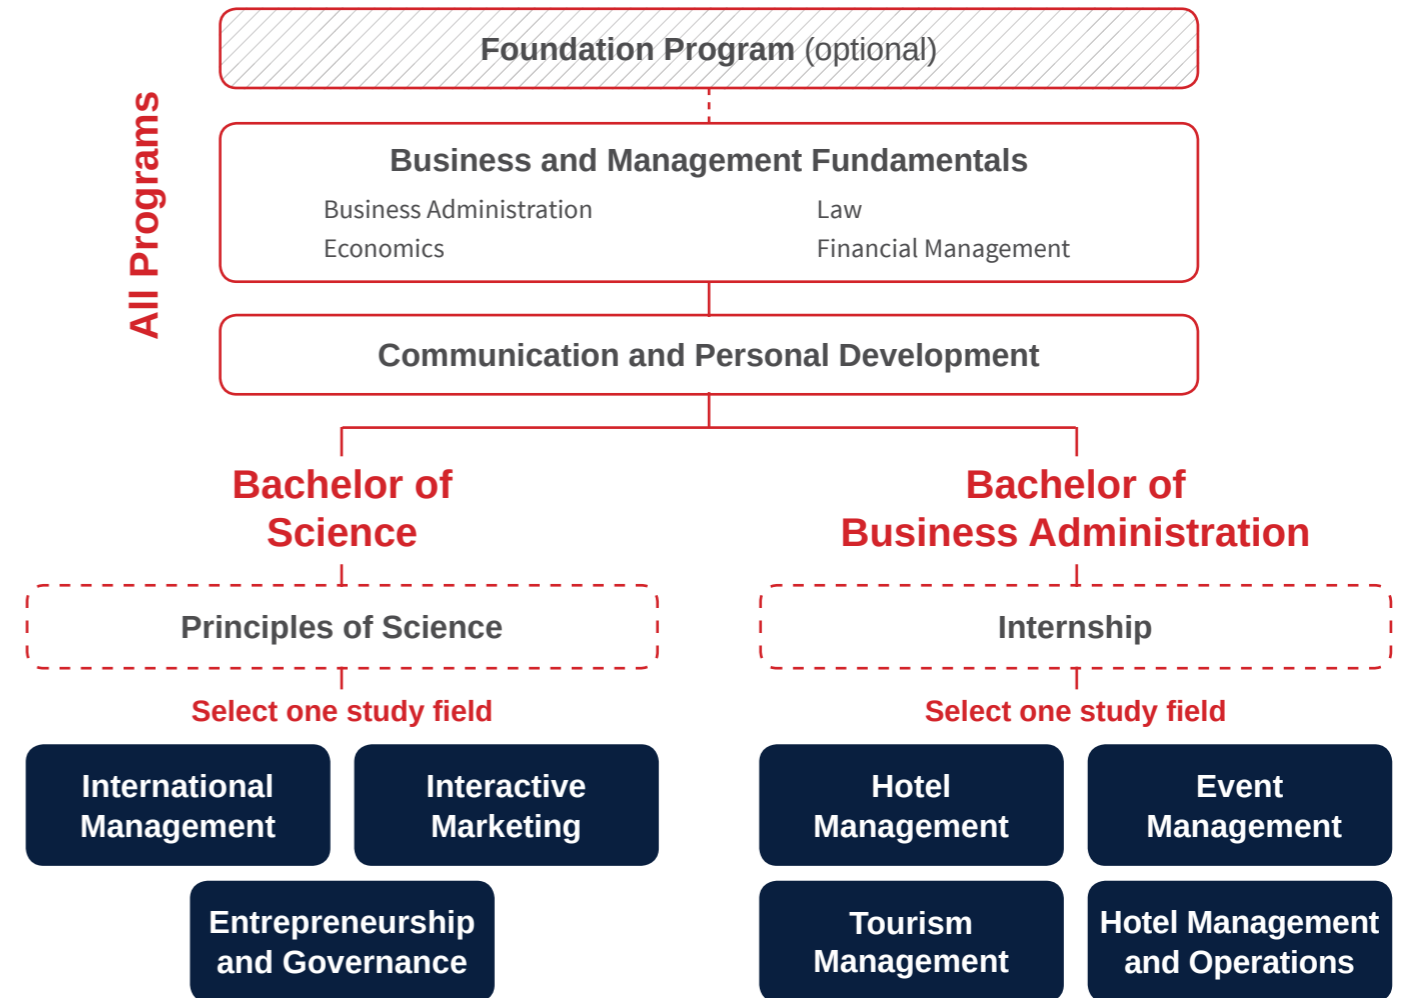 All Programs
Foundation Program (optional)
Business and Management Fundamentals
Business Administration
Law
Economics
Financial Management
Communication and Personal Development
Bachelor of
Science
Bachelor of
Business Administration
Principles of Science
Internship
Select one study field
Select one study field
International
Management
Interactive
Marketing
Hotel
Management
Event
Management
Entrepreneurship
and Governance
Tourism
Management
Hotel Management
and Operations